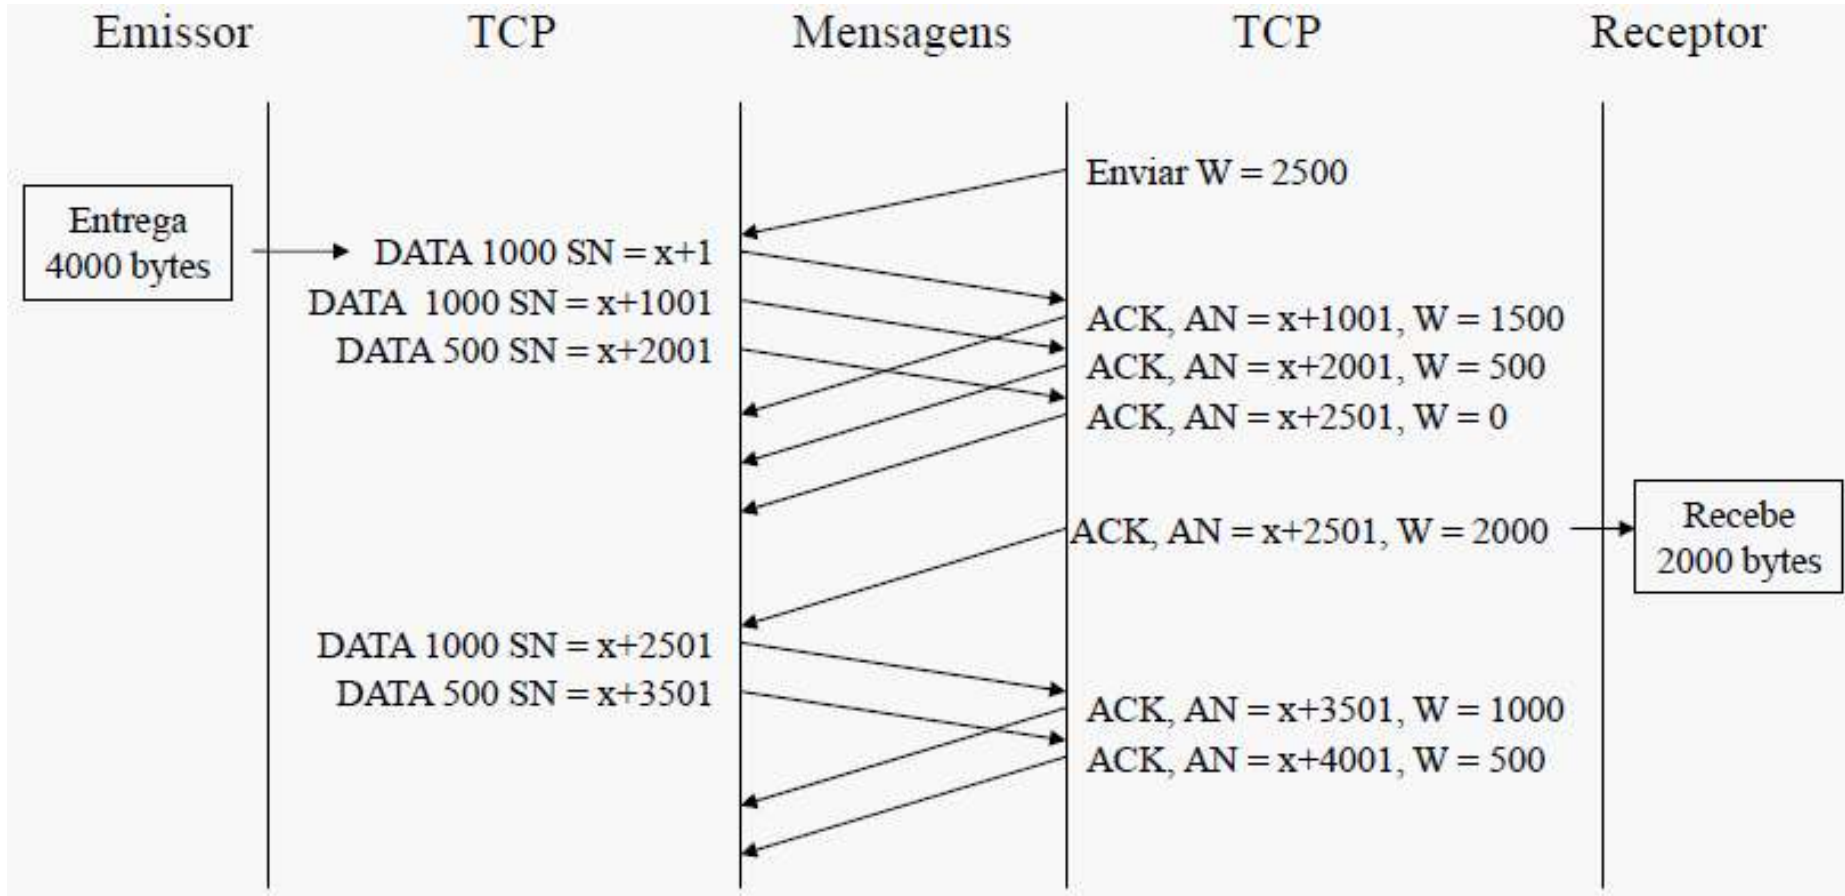 Emissor
TCP
Mensagens
TCP
Receptor
Enviar W = 2500
Entrega
4000 bytes
DATA 1000 SN = x+1
DATA  1000 SN = x+1001
ACK, AN = x+1001, W = 1500
DATA 500 SN = x+2001
ACK, AN = x+2001, W = 500
ACK, AN = x+2501, W = 0
ACK, AN = x+2501, W = 2000
Recebe
2000 bytes
DATA 1000 SN = x+2501
DATA 500 SN = x+3501
ACK, AN = x+3501, W = 1000
ACK, AN = x+4001, W = 500